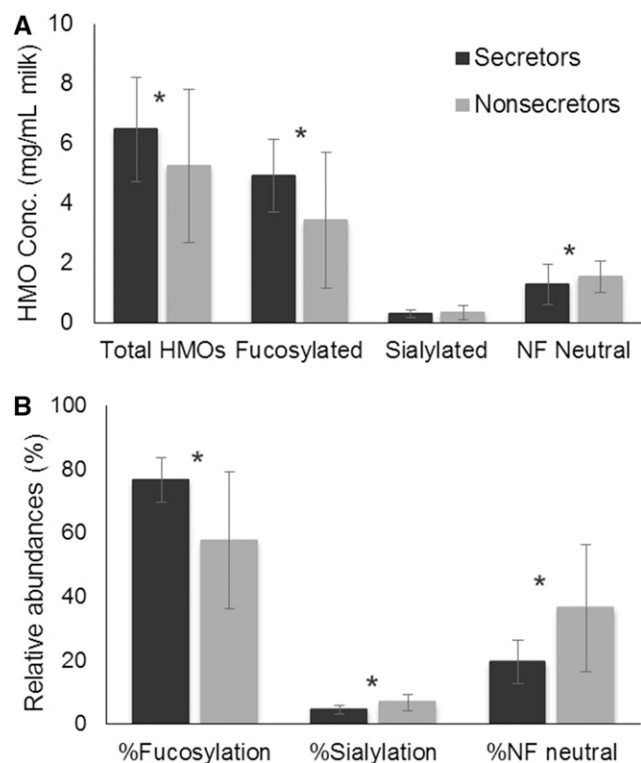 A
10
8
6
4
2
0
HMO Conc. (mg/mL milk)
Secretors
Nonsecretors
*
*
*
Total HMOs Fucosylated Sialylated NF Neutral
B
100
80
60
40
20
0
Relative abundances (%)
*
*
*
%Fucosylation %Sialylation %NF neutral